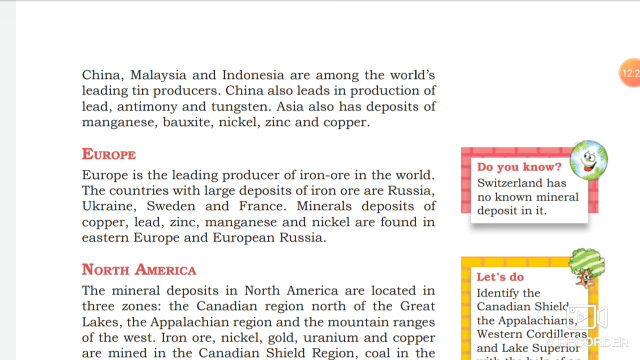 China, Malaysia and Indonesia are among the world's
leading tin producers. China also leads in production of
lead, antimony and tungsten. Asia also has deposits of
manganese, bauxite, nickel, zinc and copper.
EUROPE
Europe is the leading producer of iron-ore in the world.
The countries with large deposits of iron ore are Russia,
Ukraine, Sweden and France. Minerals deposits of
copper, lead, zinc, manganese and nickel are found in
eastern Europe and European Russia.
NORTH AMERICA
The mineral deposits in North America are located in
three zones: the Canadian region north of the Great
Lakes, the Appalachian region and the mountain ranges
of the west. Iron ore, nickel, gold, uranium and copper
are mined in the Canadian Shield Region, coal in the
12:2
Do you know?
Switzerland has
no known mineral
deposit in it.
Let's do
Identify the
Canadian Shield,
the Appalachians,
Western Cordilleras
and Lake Superior
with the help of an
RECORDER